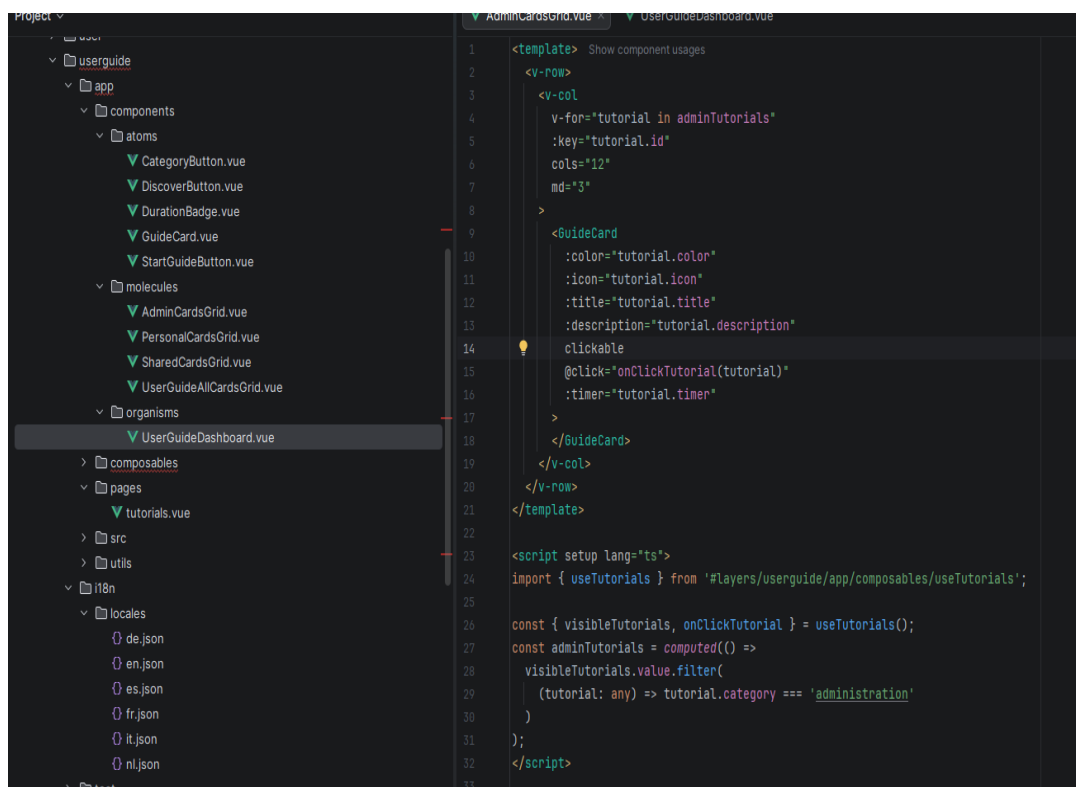 Project
user
userguide
app
components
atoms
CategoryButton.vue
DiscoverButton.vue
DurationBadge.vue
GuideCard.vue
StartGuideButton.vue
molecules
AdminCardsGrid.vue
PersonalCardsGrid.vue
SharedCardsGrid.vue
UserGuideAllCardsGrid.vue
organisms
UserGuideDashboard.vue
composables
pages
tutorials.vue
src
utils
i18n
locales
{} de.json
{} en.json
{} es.json
{} fr.json
{} it.json
{} nl.json
AdminCardsGrid.vue × UserGuideDashboard.vue
1 <template> Show component usages
2 <v-row>
3 <v-col
4 v-for="tutorial in adminTutorials"
5 :key="tutorial.id"
6 cols="12"
7 md="3"
8 >
9 <GuideCard
10 :color="tutorial.color"
11 :icon="tutorial.icon"
12 :title="tutorial.title"
13 :description="tutorial.description"
14 clickable
15 @click="onClickTutorial(tutorial)"
16 :timer="tutorial.timer"
17 >
18 </GuideCard>
19 </v-col>
20 </v-row>
21 </template>
22
23 <script setup lang="ts">
24 import { useTutorials } from '#layers/userguide/app/composables/useTutorials';
25
26 const { visibleTutorials, onClickTutorial } = useTutorials();
27 const adminTutorials = computed(() =>
28 visibleTutorials.value.filter(
29 (tutorial: any) => tutorial.category === 'administration'
30 )
31 );
32 </script>
33